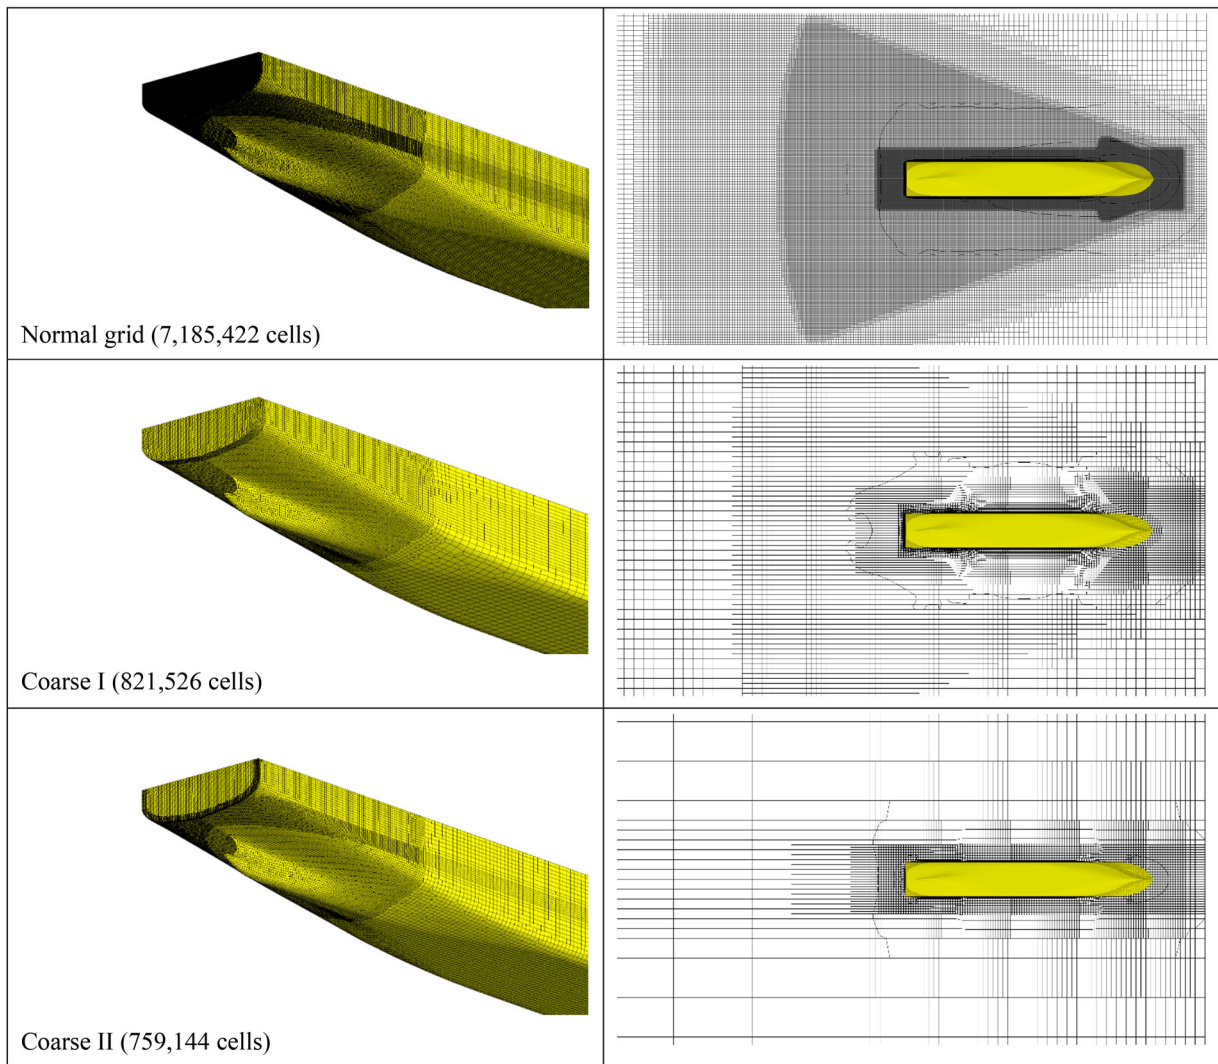 Normal grid (7,185,422 cells)
Coarse I (821,526 cells)
Coarse II (759,144 cells)